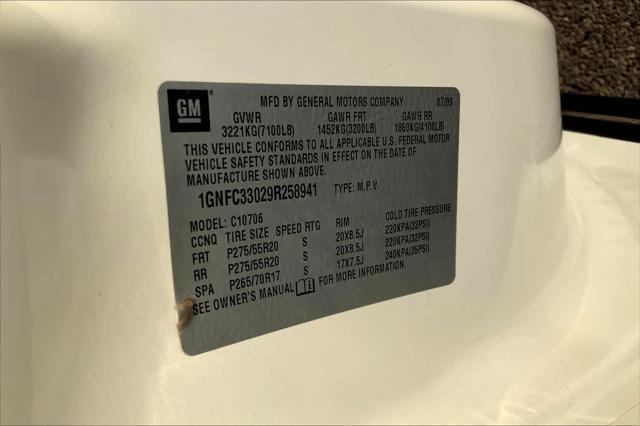 GM ® MFD BY GENERAL MOTORS COMPANY 07/09
GVWR GAWR FRT GAWR RR
3221KG(7100LB) 1452KG(3200LB) 1860KG(4100LB)
THIS VEHICLE CONFORMS TO ALL APPLICABLE U.S. FEDERAL MOTOR
VEHICLE SAFETY STANDARDS IN EFFECT ON THE DATE OF
MANUFACTURE SHOWN ABOVE.
1GNFC33029R258941 TYPE: M.P.V.
MODEL: C10706
CCNQ TIRE SIZE SPEED RTG RIM COLD TIRE PRESSURE
FRT P275/55R20 S 20X8.5J 220KPA(32PSI)
RR P275/55R20 S 20X8.5J 220KPA(32PSI)
SPA P265/70R17 S 17X7.5J 240KPA(35PSI)
SEE OWNER'S MANUAL FOR MORE INFORMATION.